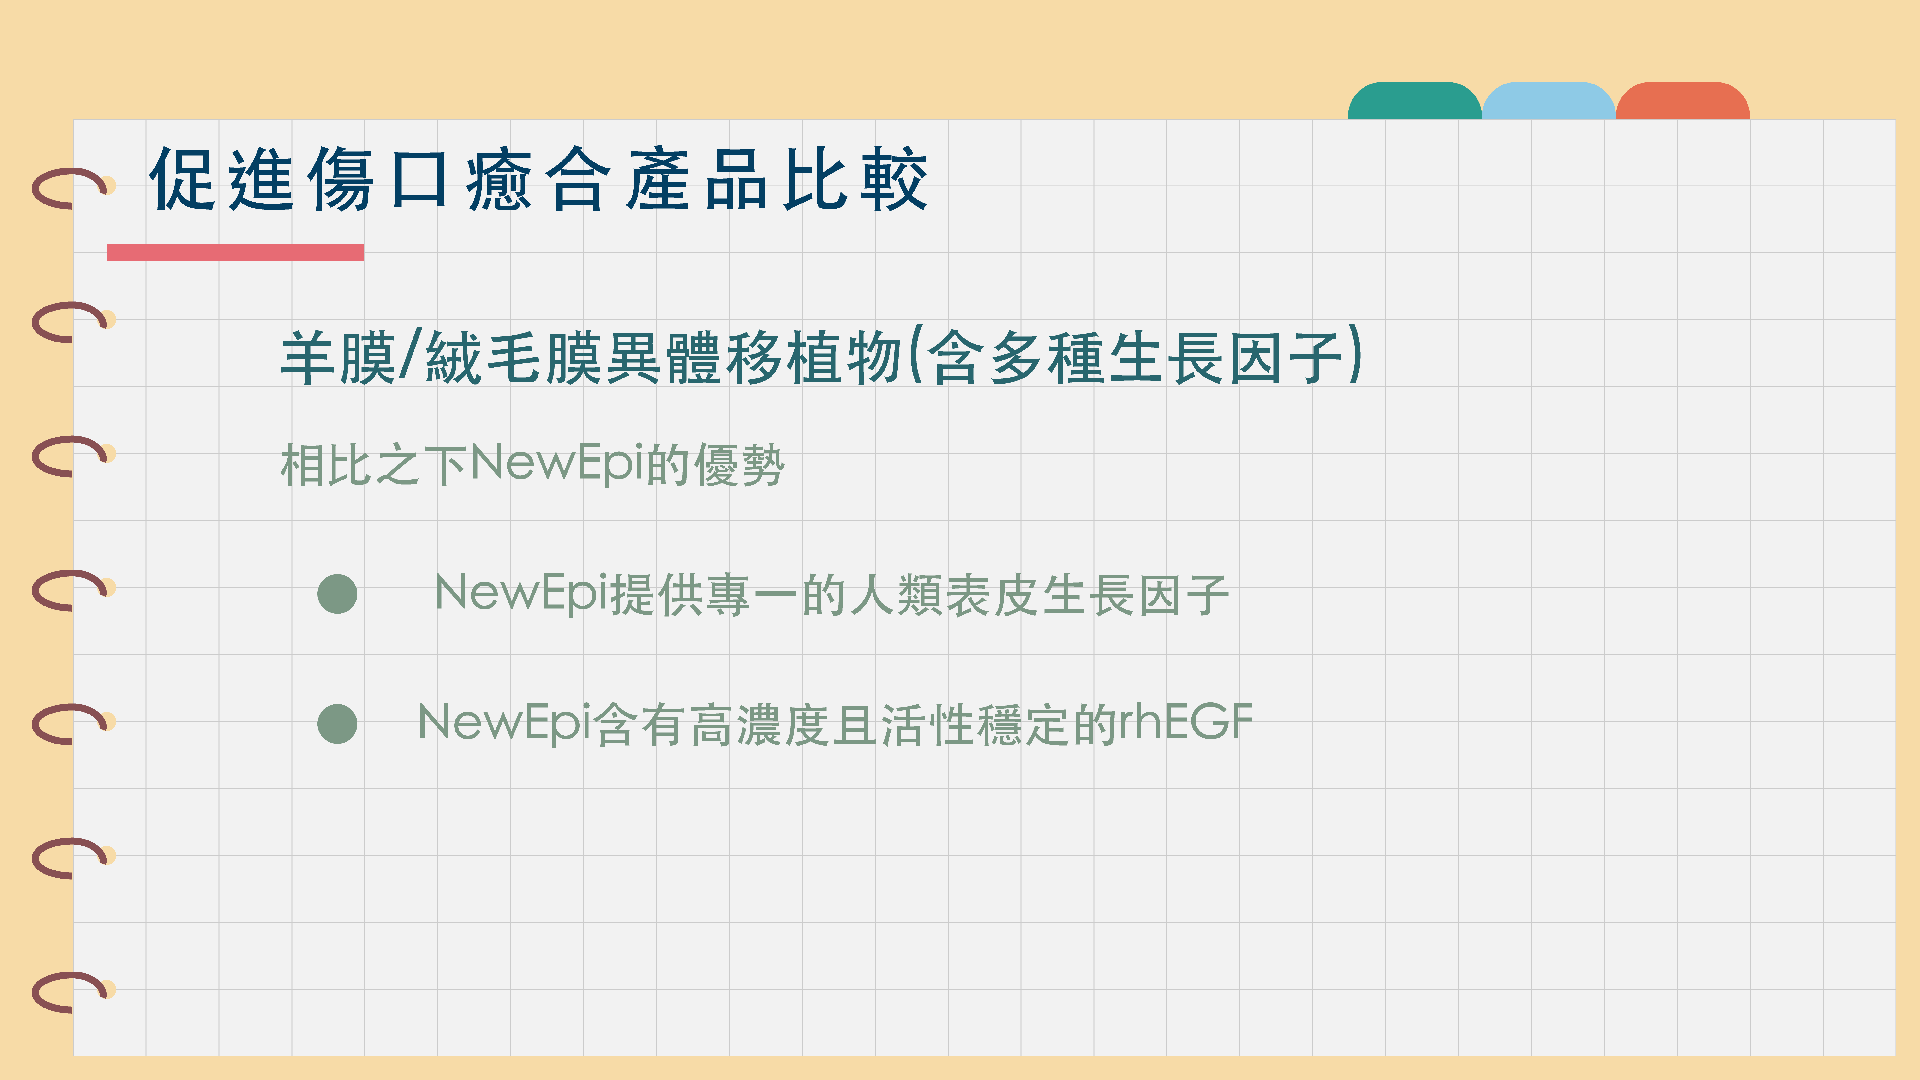 促進傷口癒合產品比較
羊膜/絨毛膜異體移植物(含多種生長因子)
相比之下NewEpi的優勢
● NewEpi提供專一的人類表皮生長因子
● NewEpi含有高濃度且活性穩定的rhEGF